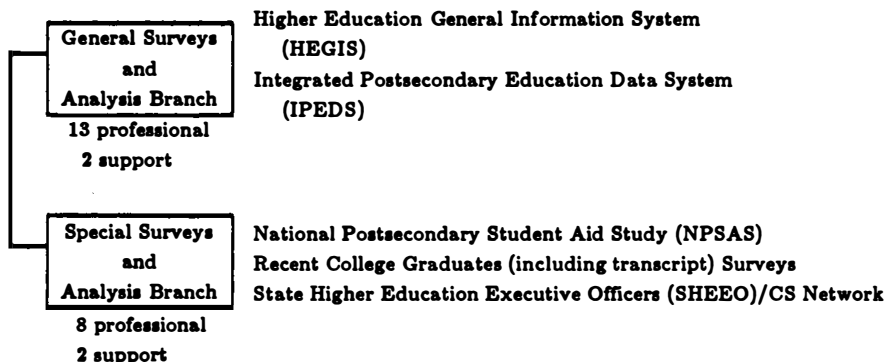 General Surveys
and
Analysis Branch
13 professional
2 support
Higher Education General Information System
(HEGIS)
Integrated Postsecondary Education Data System
(IPEDS)
Special Surveys
and
Analysis Branch
8 professional
2 support
National Postsecondary Student Aid Study (NPSAS)
Recent College Graduates (including transcript) Surveys
State Higher Education Executive Officers (SHEEO)/CS Network